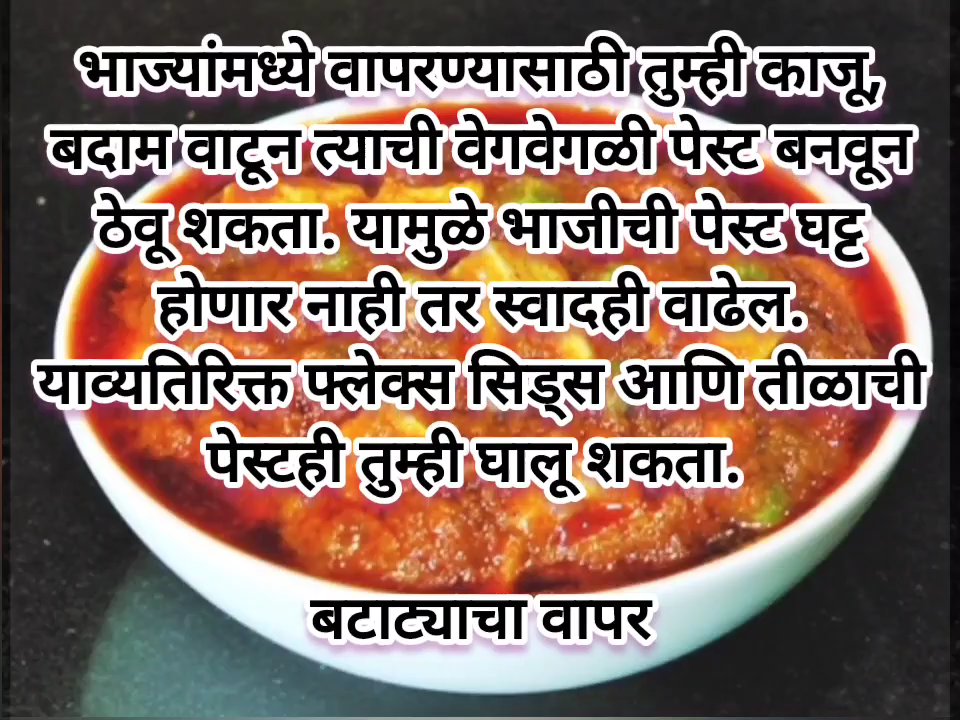 भाज्यांमध्ये वापरण्यासाठी तुम्ही काजू,
बदाम वाटून त्याची वेगवेगळी पेस्ट बनवून
ठेवू शकता. यामुळे भाजीची पेस्ट घट्ट
होणार नाही तर स्वादही वाढेल.
याव्यतिरिक्त फ्लेक्स सिड्स आणि तीळाची
पेस्टही तुम्ही घालू शकता.
बटाट्याचा वापर